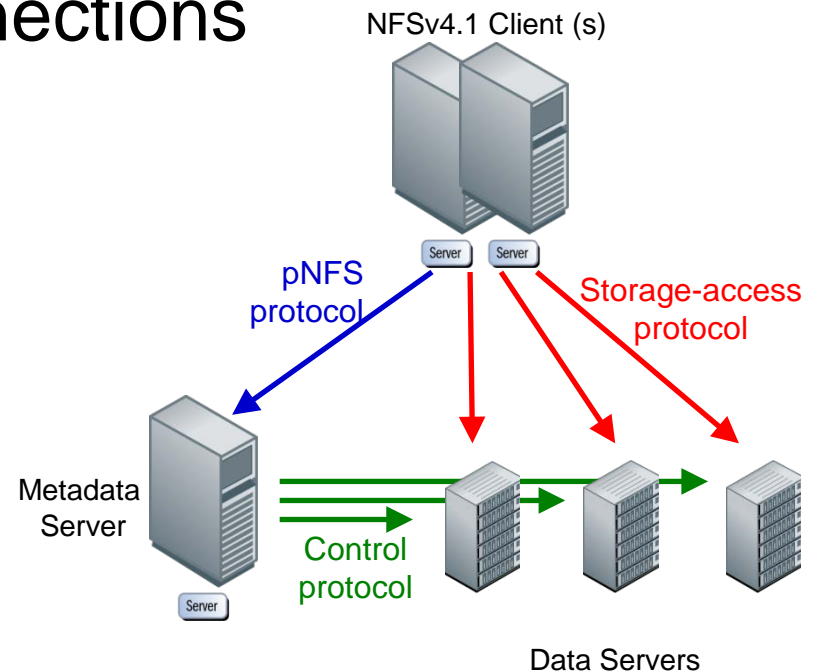 nections
NFSv4.1 Client (s)
Server
Server
pNFS
protocol
Storage-access
protocol
Metadata
Server
Control
protocol
Server
Data Servers